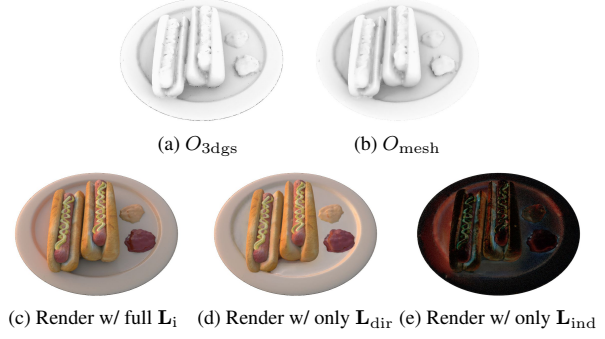 (a) O3dgs (b) Omesh
(c) Render w/ full Li (d) Render w/ only Ldir (e) Render w/ only Lind